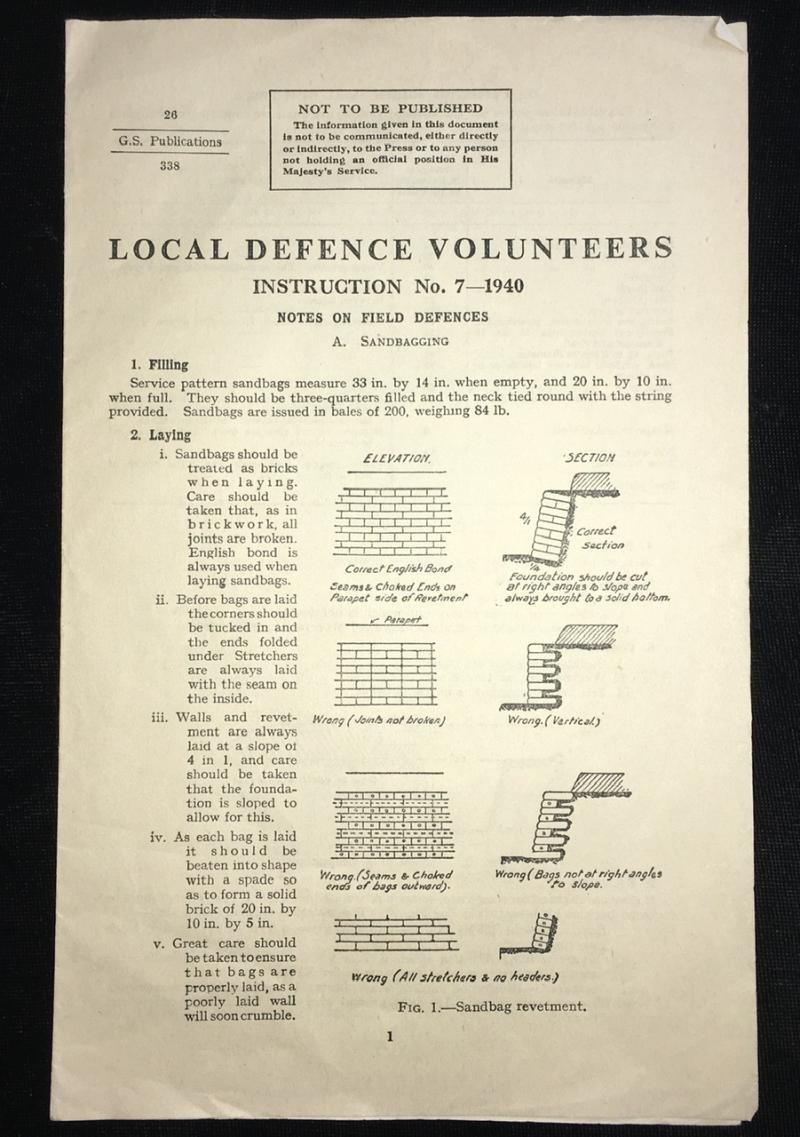 26
G.S. Publications
338
NOT TO BE PUBLISHED
The information given in this document
is not to be communicated, either directly
or indirectly, to the Press or to any person
not holding an official position in His
Majesty's Service.
LOCAL DEFENCE VOLUNTEERS
INSTRUCTION No. 7—1940
NOTES ON FIELD DEFENCES
A. SANDBAGGING
1. Filling
Service pattern sandbags measure 33 in. by 14 in. when empty, and 20 in. by 10 in.
when full. They should be three-quarters filled and the neck tied round with the string
provided. Sandbags are issued in bales of 200, weighing 84 lb.
2. Laying
i. Sandbags should be
treated as bricks
when laying.
Care should be
taken that, as in
brickwork, all
joints are broken.
English bond is
always used when
laying sandbags.
ii. Before bags are laid
the corners should
be tucked in and
the ends folded
under Stretchers
are always laid
with the seam on
the inside.
iii. Walls and revet-
ment are always
laid at a slope of
4 in 1, and care
should be taken
that the founda-
tion is sloped to
allow for this.
iv. As each bag is laid
it should be
beaten into shape
with a spade so
as to form a solid
brick of 20 in. by
10 in. by 5 in.
v. Great care should
be taken to ensure
that bags are
properly laid, as a
poorly laid wall
will soon crumble.
ELEVATION.
Correct English Bond
Seams & Choked Ends on
Parapet side of Revetment
SECTION
4/1
Correct
section
Foundation should be cut
at right angles to slope and
always brought to a solid bottom.
Parapet
Wrong (Joints not broken)
Wrong. (Vertical)
Wrong. (Seams & Choked
ends of bags outward).
Wrong (Bags not at right angles
to slope.
Wrong (All stretchers & no headers.)
FIG. 1.—Sandbag revetment.
1